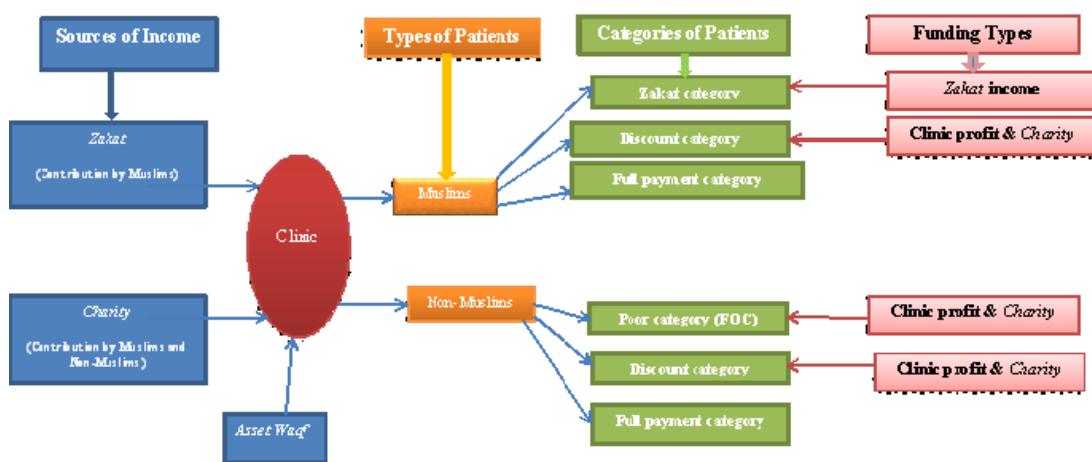 Sources of Income
Types of Patients
Categories of Patients
Funding Types
Zakat category
Zakat income
Zakat
(Contribution by Muslims)
Discount category
Clinic profit & Charity
Muslims
Full payment category
Clinic
Non-Muslims
Charity
(Contribution by Muslims and
Non-Muslims)
Poor category (FOC)
Clinic profit & Charity
Discount category
Clinic profit & Charity
Full payment category
Asset Waqf